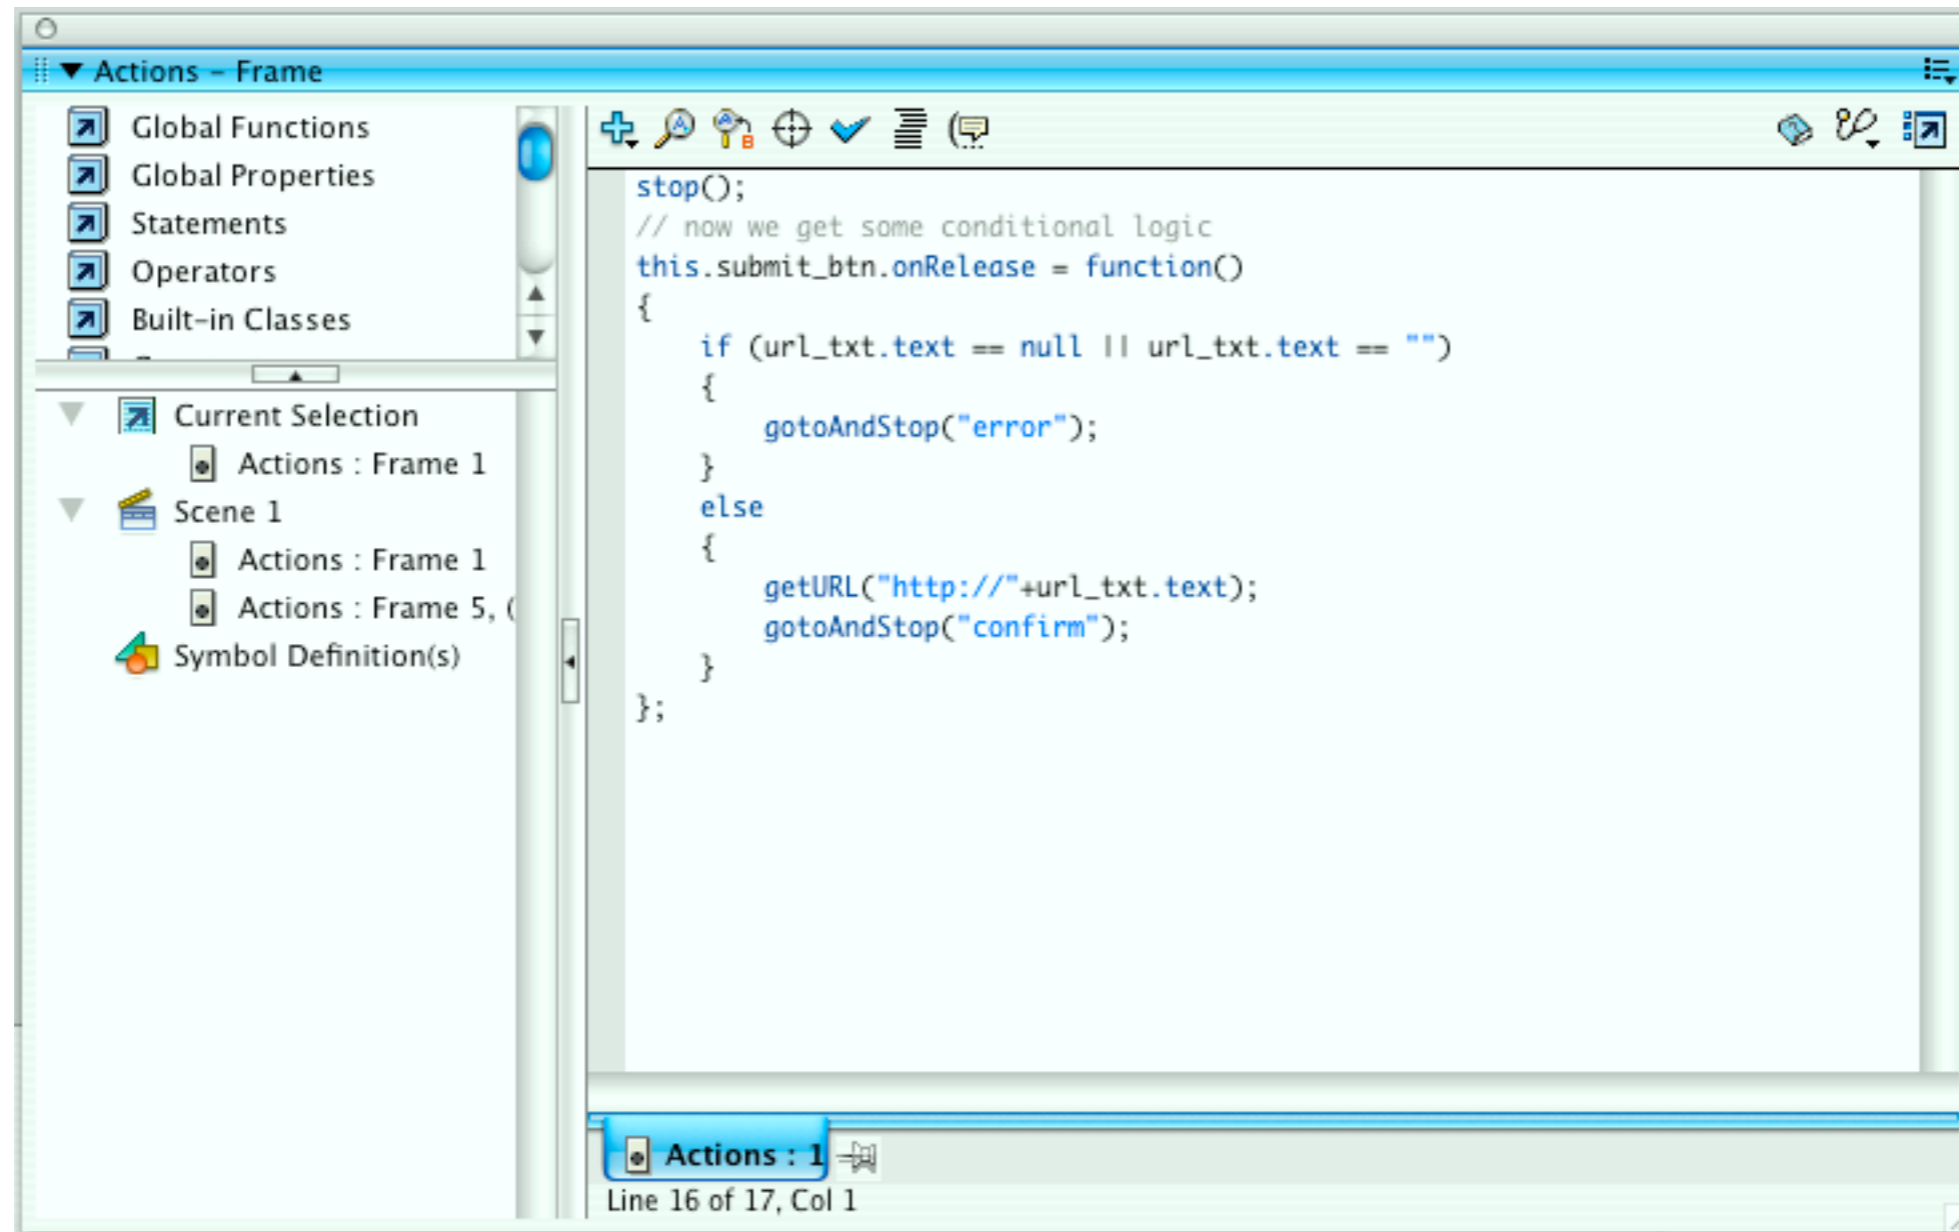 Actions – Frame
Global Functions
Global Properties
Statements
Operators
Built-in Classes
Current Selection
Actions : Frame 1
Scene 1
Actions : Frame 1
Actions : Frame 5, (
Symbol Definition(s)
stop();
// now we get some conditional logic
this.submit_btn.onRelease = function()
{
    if (url_txt.text == null || url_txt.text == "")
    {
        gotoAndStop("error");
    }
    else
    {
        getURL("http://"+url_txt.text);
        gotoAndStop("confirm");
    }
};
Actions : 1
Line 16 of 17, Col 1